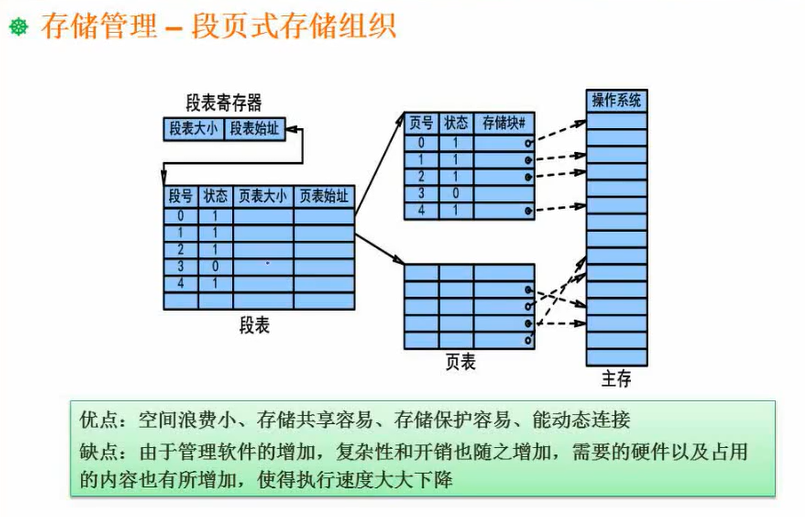 存储管理 – 段页式存储组织
段表寄存器
段表大小 段表始址
段号 状态 页表大小 页表始址
0 1
1 1
2 1
3 0
4 1
段表
页号 状态 存储块#
0 1
1 1
2 1
3 0
4 1
页表
操作系统
主存
优点：空间浪费小、存储共享容易、存储保护容易、能动态连接
缺点：由于管理软件的增加，复杂性和开销也随之增加，需要的硬件以及占用
的内容也有所增加，使得执行速度大大下降